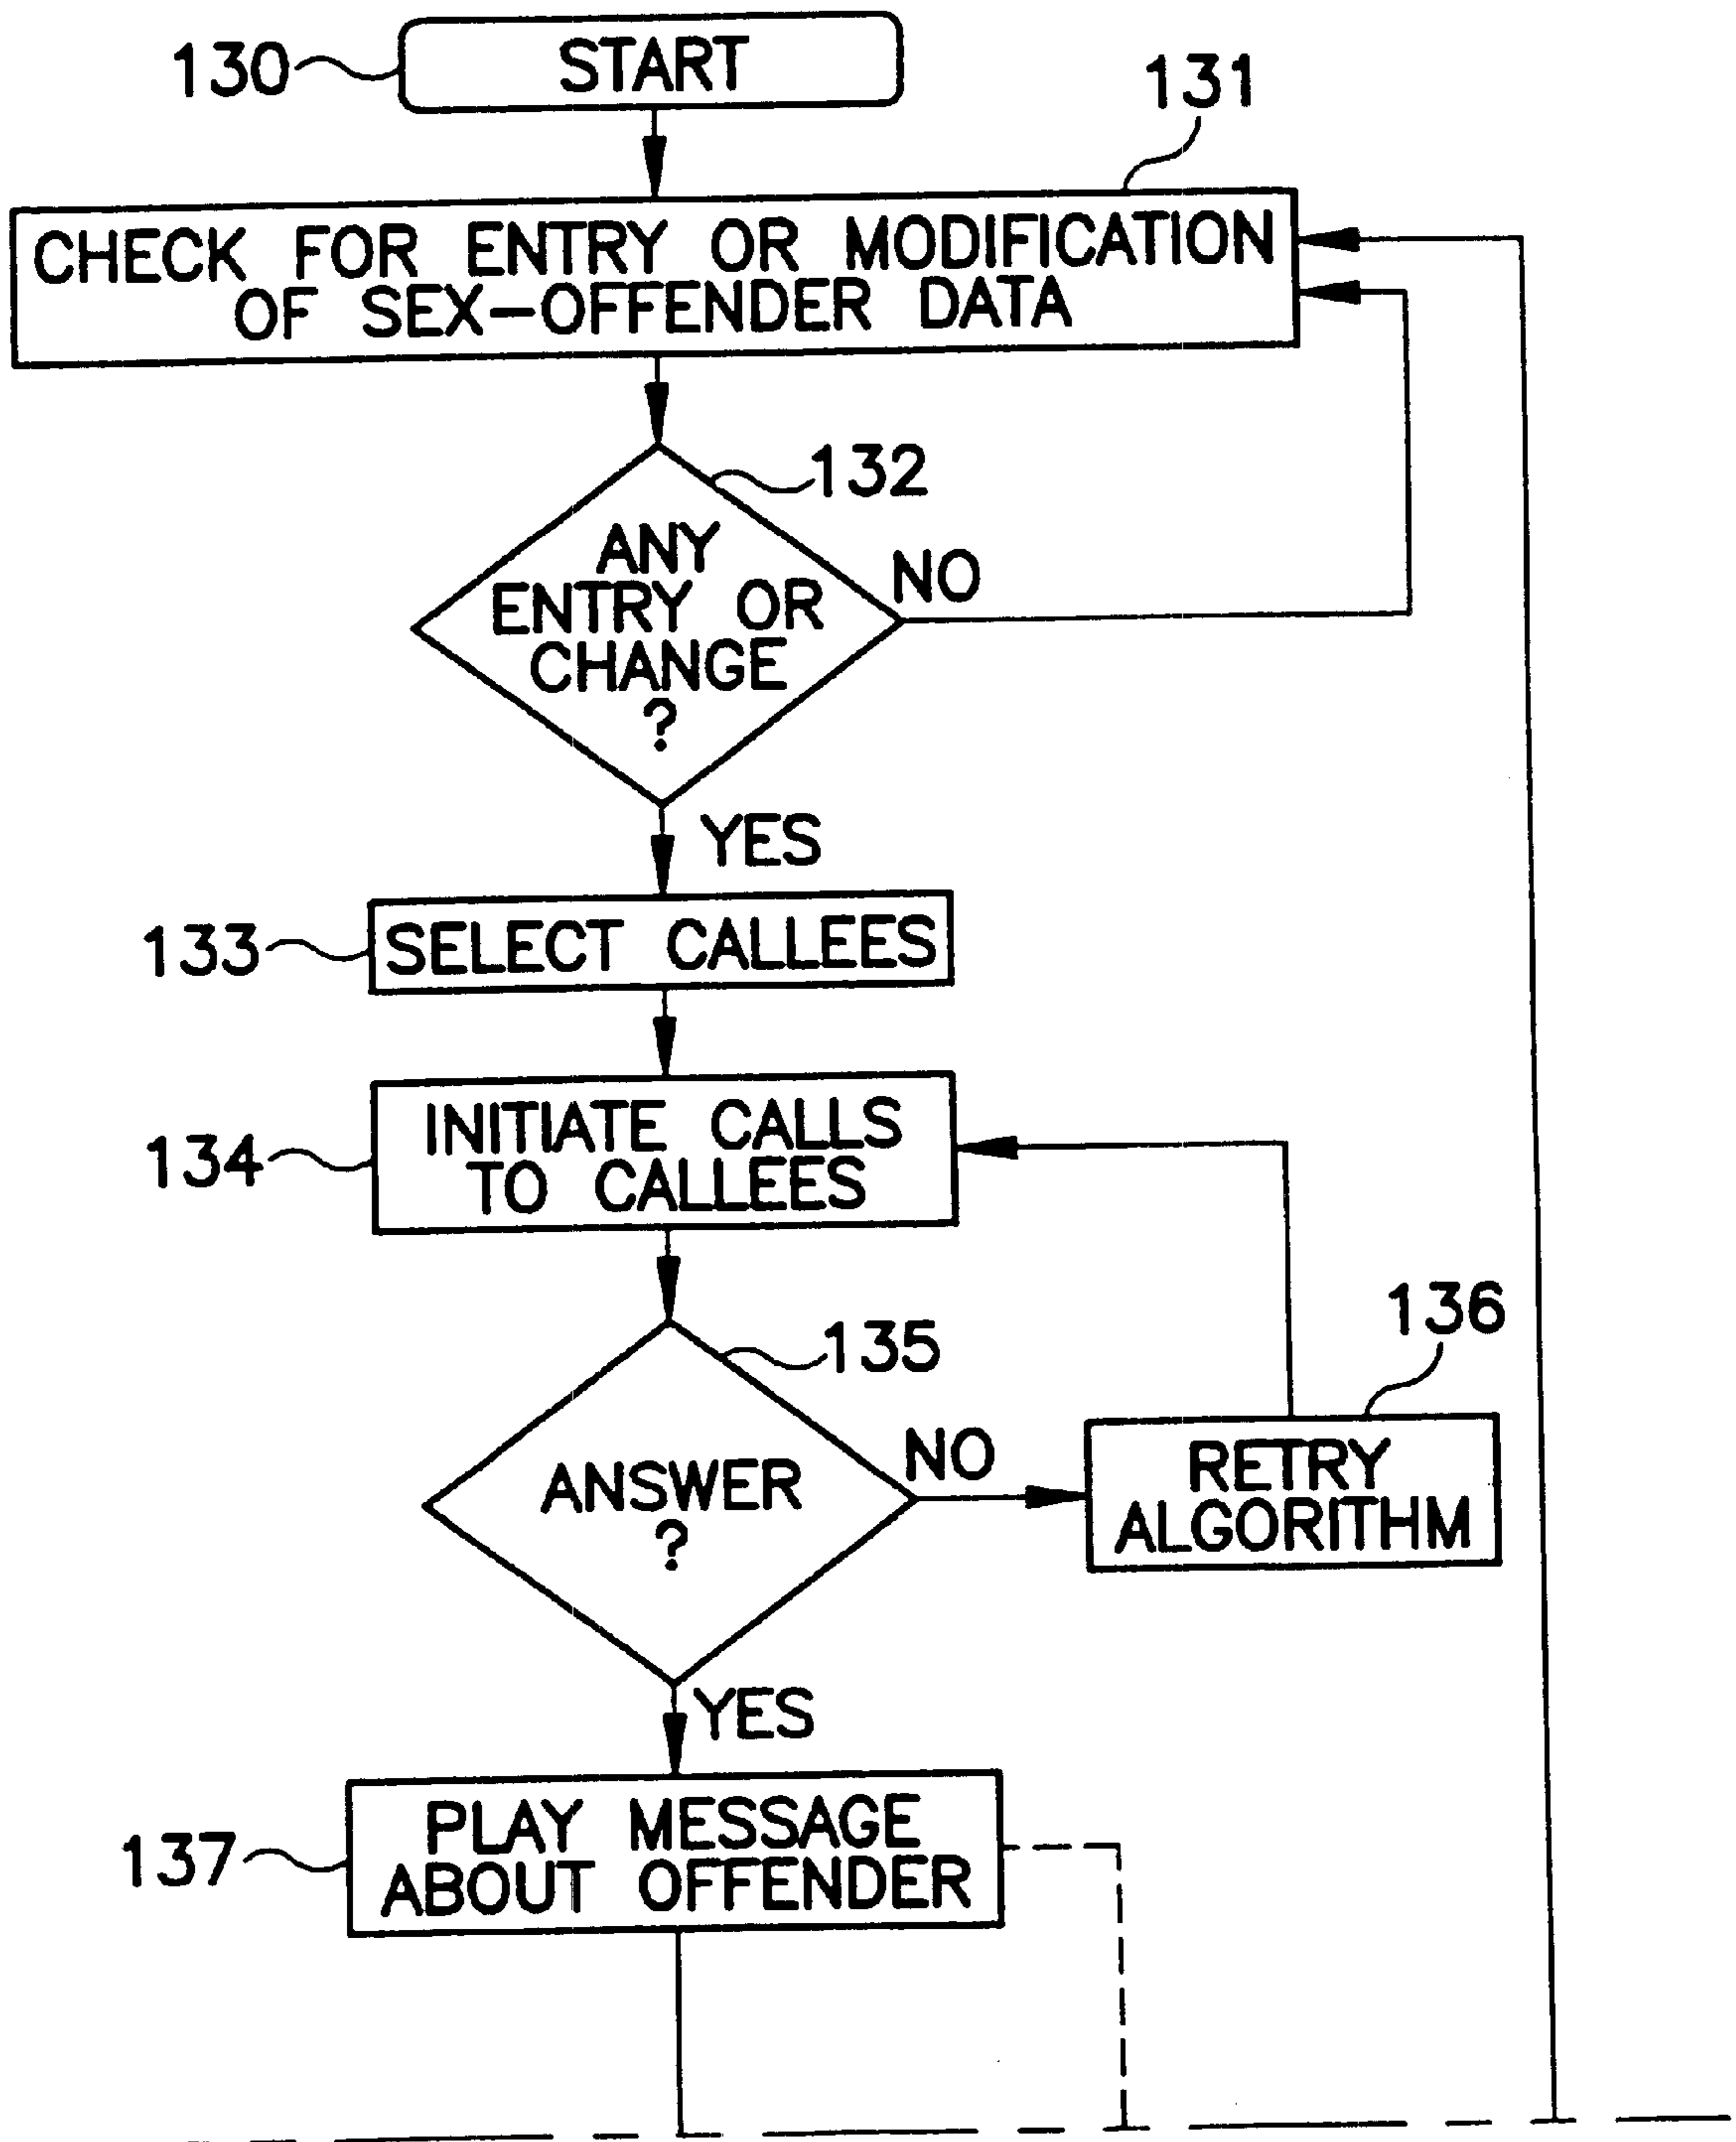 130
START
131
CHECK FOR ENTRY OR MODIFICATION
OF SEX-OFFENDER DATA
132
ANY
ENTRY OR
CHANGE
?
NO
YES
133
SELECT CALLEES
134
INITIATE CALLS
TO CALLEES
135
ANSWER
?
NO
136
RETRY
ALGORITHM
YES
137
PLAY MESSAGE
ABOUT OFFENDER